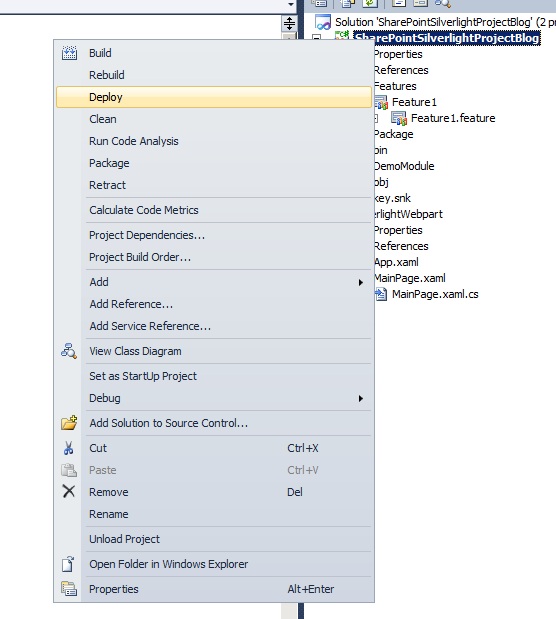 Solution 'SharePointSilverlightProjectBlog' (2 p
SharePointSilverlightProjectBlog
Properties
References
Features
Feature1
Feature1.feature
Package
bin
DemoModule
obj
key.snk
erlightWebpart
Properties
References
App.xaml
MainPage.xaml
MainPage.xaml.cs
Build
Rebuild
Deploy
Clean
Run Code Analysis
Package
Retract
Calculate Code Metrics
Project Dependencies...
Project Build Order...
Add
Add Reference...
Add Service Reference...
View Class Diagram
Set as StartUp Project
Debug
Add Solution to Source Control...
Cut Ctrl+X
Paste Ctrl+V
Remove Del
Rename
Unload Project
Open Folder in Windows Explorer
Properties Alt+Enter